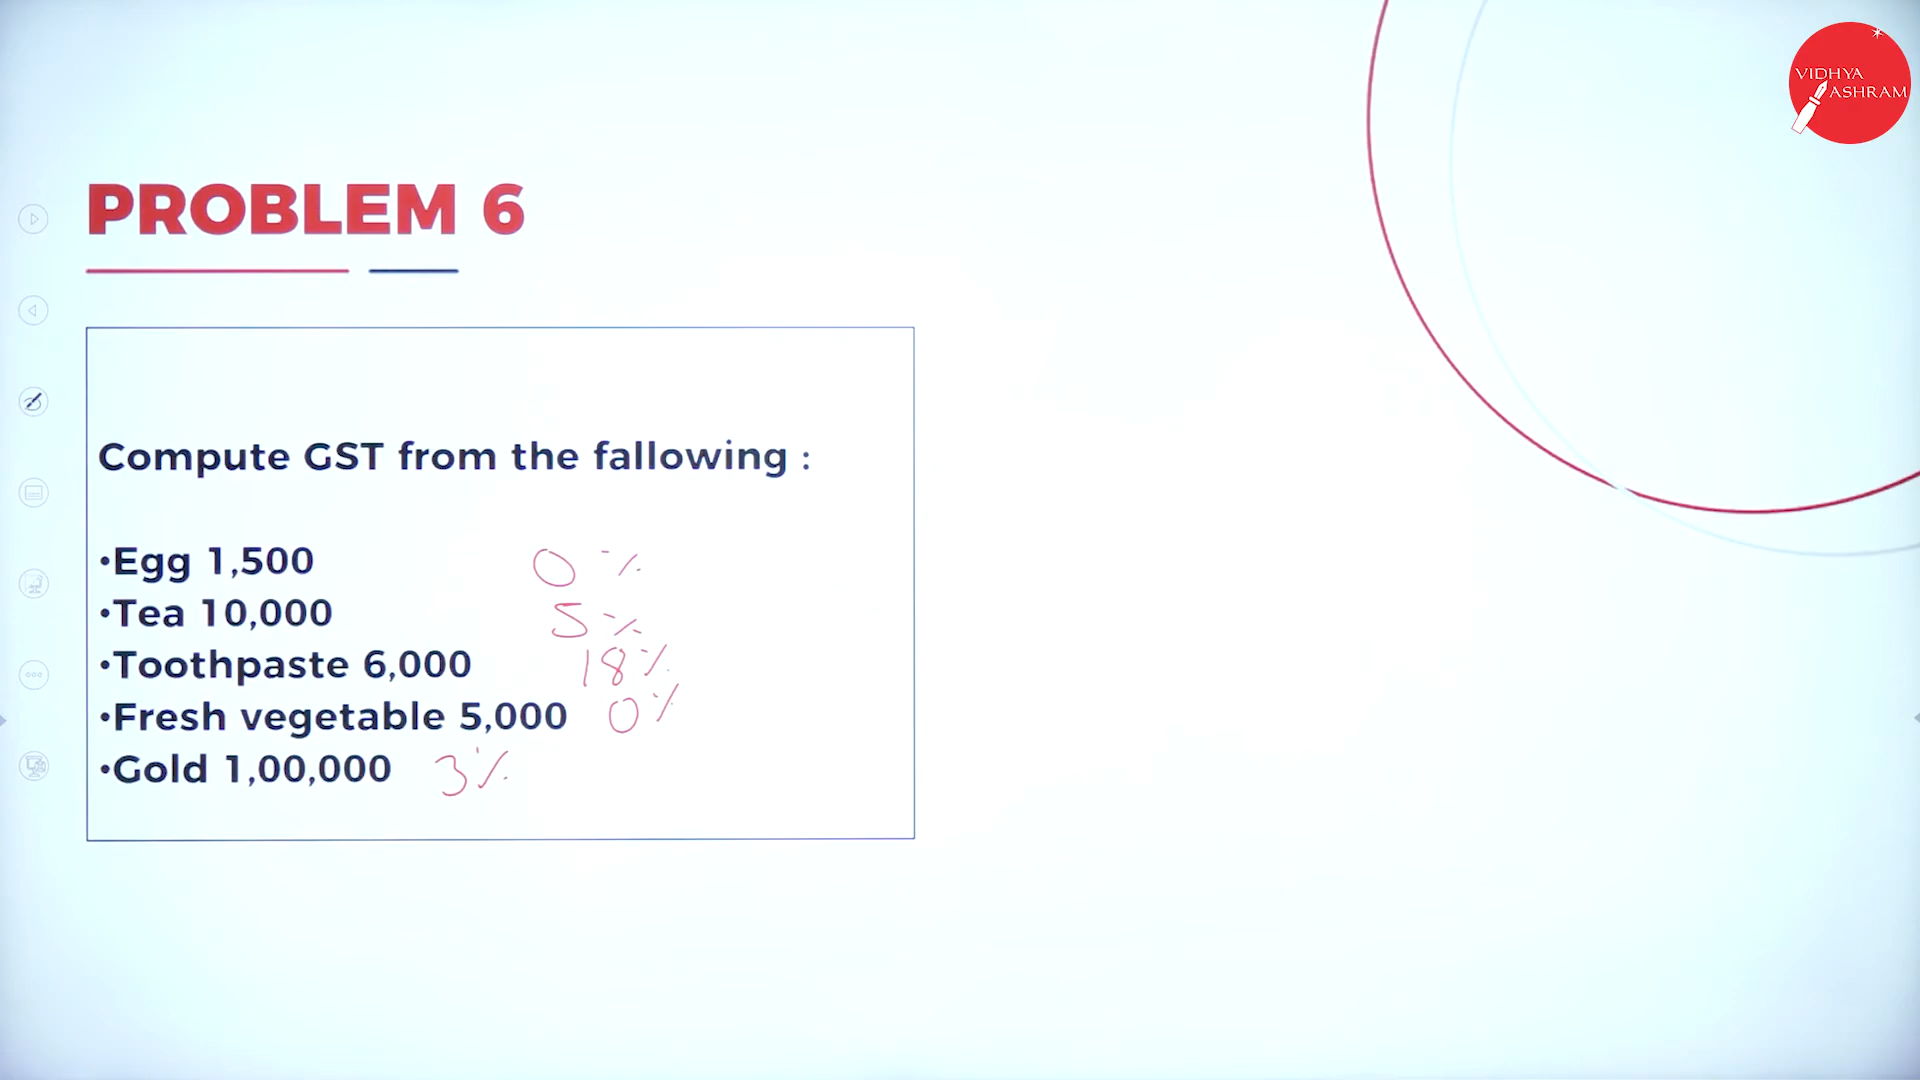 VIDHYA
ASHRAM
PROBLEM 6
Compute GST from the fallowing :
•Egg 1,500 0 %
•Tea 10,000 5 %
•Toothpaste 6,000 18 %
•Fresh vegetable 5,000 0 %
•Gold 1,00,000 3 %